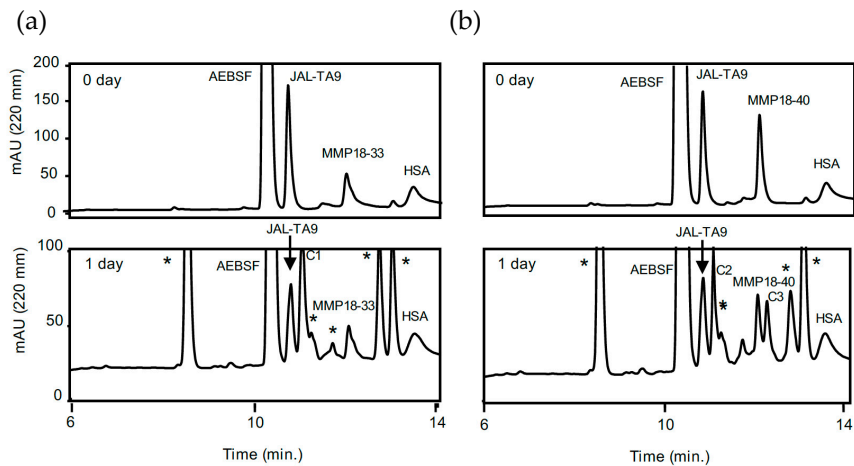 (a)
(b)
200
150
100
50
0
mAU (220 mm)
0 day
AEBSF
JAL-TA9
MMP18-33
HSA
0 day
AEBSF
JAL-TA9
MMP18-40
HSA
100
50
0
mAU (220 mm)
1 day
*
AEBSF
JAL-TA9
C1
*
*
MMP18-33
*
*
HSA
6
10
14
Time (min.)
1 day
*
AEBSF
JAL-TA9
C2
*
MMP18-40
C3
*
*
HSA
6
10
14
Time (min.)